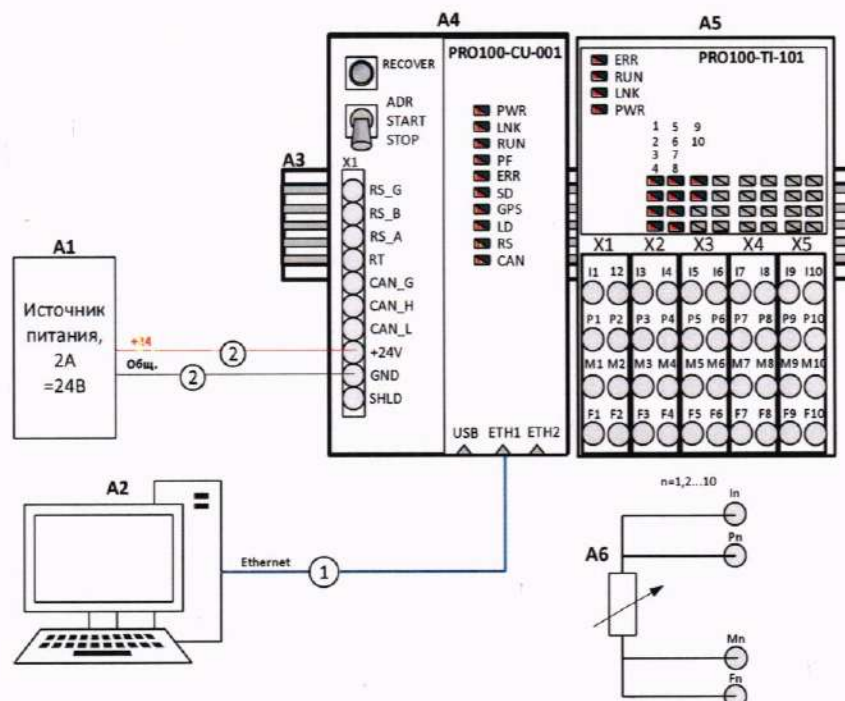 A4
A5
PRO100-CU-001
RECOVER
ADR
START
STOP
PWR
LNK
RUN
PF
ERR
SD
GPS
LD
RS
CAN
A3
X1
RS_G
RS_B
RS_A
RT
CAN_G
CAN_H
CAN_L
+24V
GND
SHLD
USB ETH1 ETH2
PRO100-TI-101
ERR
RUN
LNK
PWR
1 5 9
2 6 10
3 7
4 8
X1 X2 X3 X4 X5
I1 I2 I3 I4 I5 I6 I7 I8 I9 I10
P1 P2 P3 P4 P5 P6 P7 P8 P9 P10
M1 M2 M3 M4 M5 M6 M7 M8 M9 M10
F1 F2 F3 F4 F5 F6 F7 F8 F9 F10
A1
Источник
питания,
2А
=24В
+24
Общ.
2
2
A2
Ethernet
1
n=1,2...10
In
Pn
A6
Mn
Fn